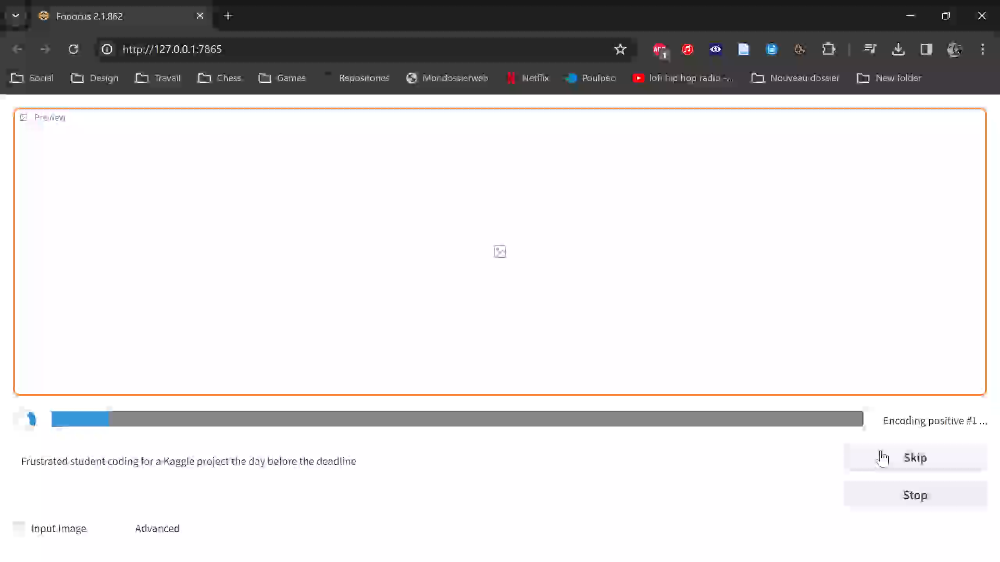 Fooocus 2.1.862
http://127.0.0.1:7865
1
Social Design Travail Chess Games Repositories Mondossierweb Netflix Poulpeo lofi hip hop radio -... Nouveau dossier New folder
Preview
Encoding positive #1 ...
Frustrated student coding for a Kaggle project the day before the deadline
Skip
Stop
Input Image Advanced